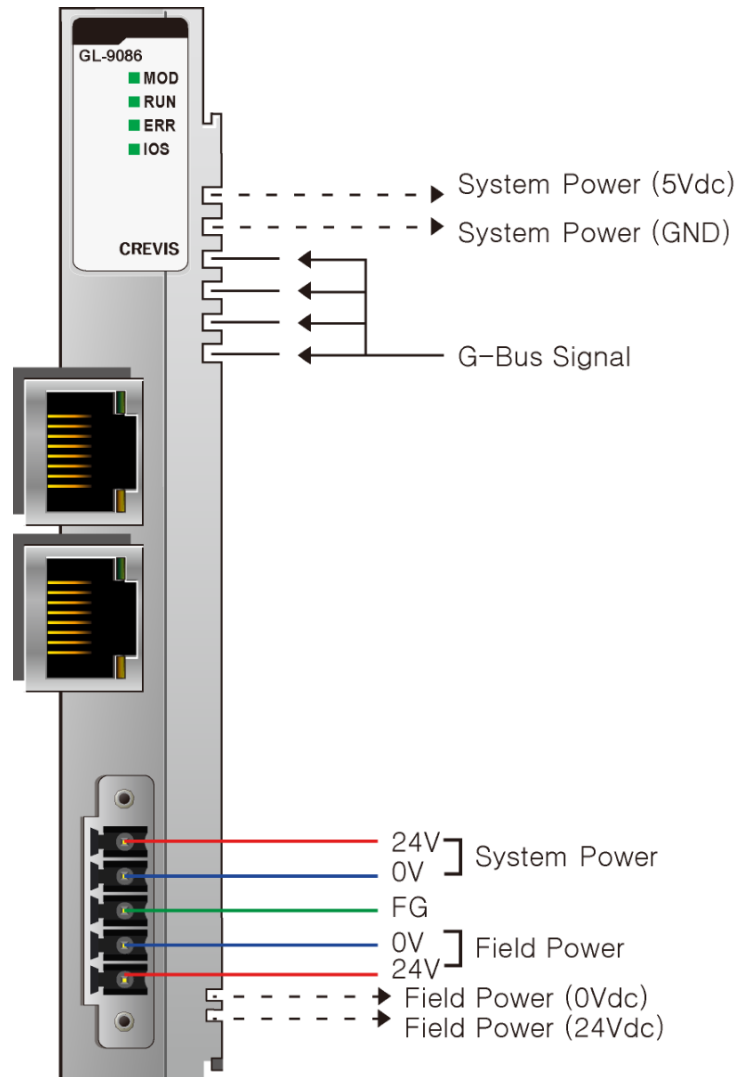 GL-9086
MOD
RUN
ERR
IOS
CREVIS
System Power (5Vdc)
System Power (GND)
G-Bus Signal
24V
0V
System Power
FG
0V
24V
Field Power
Field Power (0Vdc)
Field Power (24Vdc)